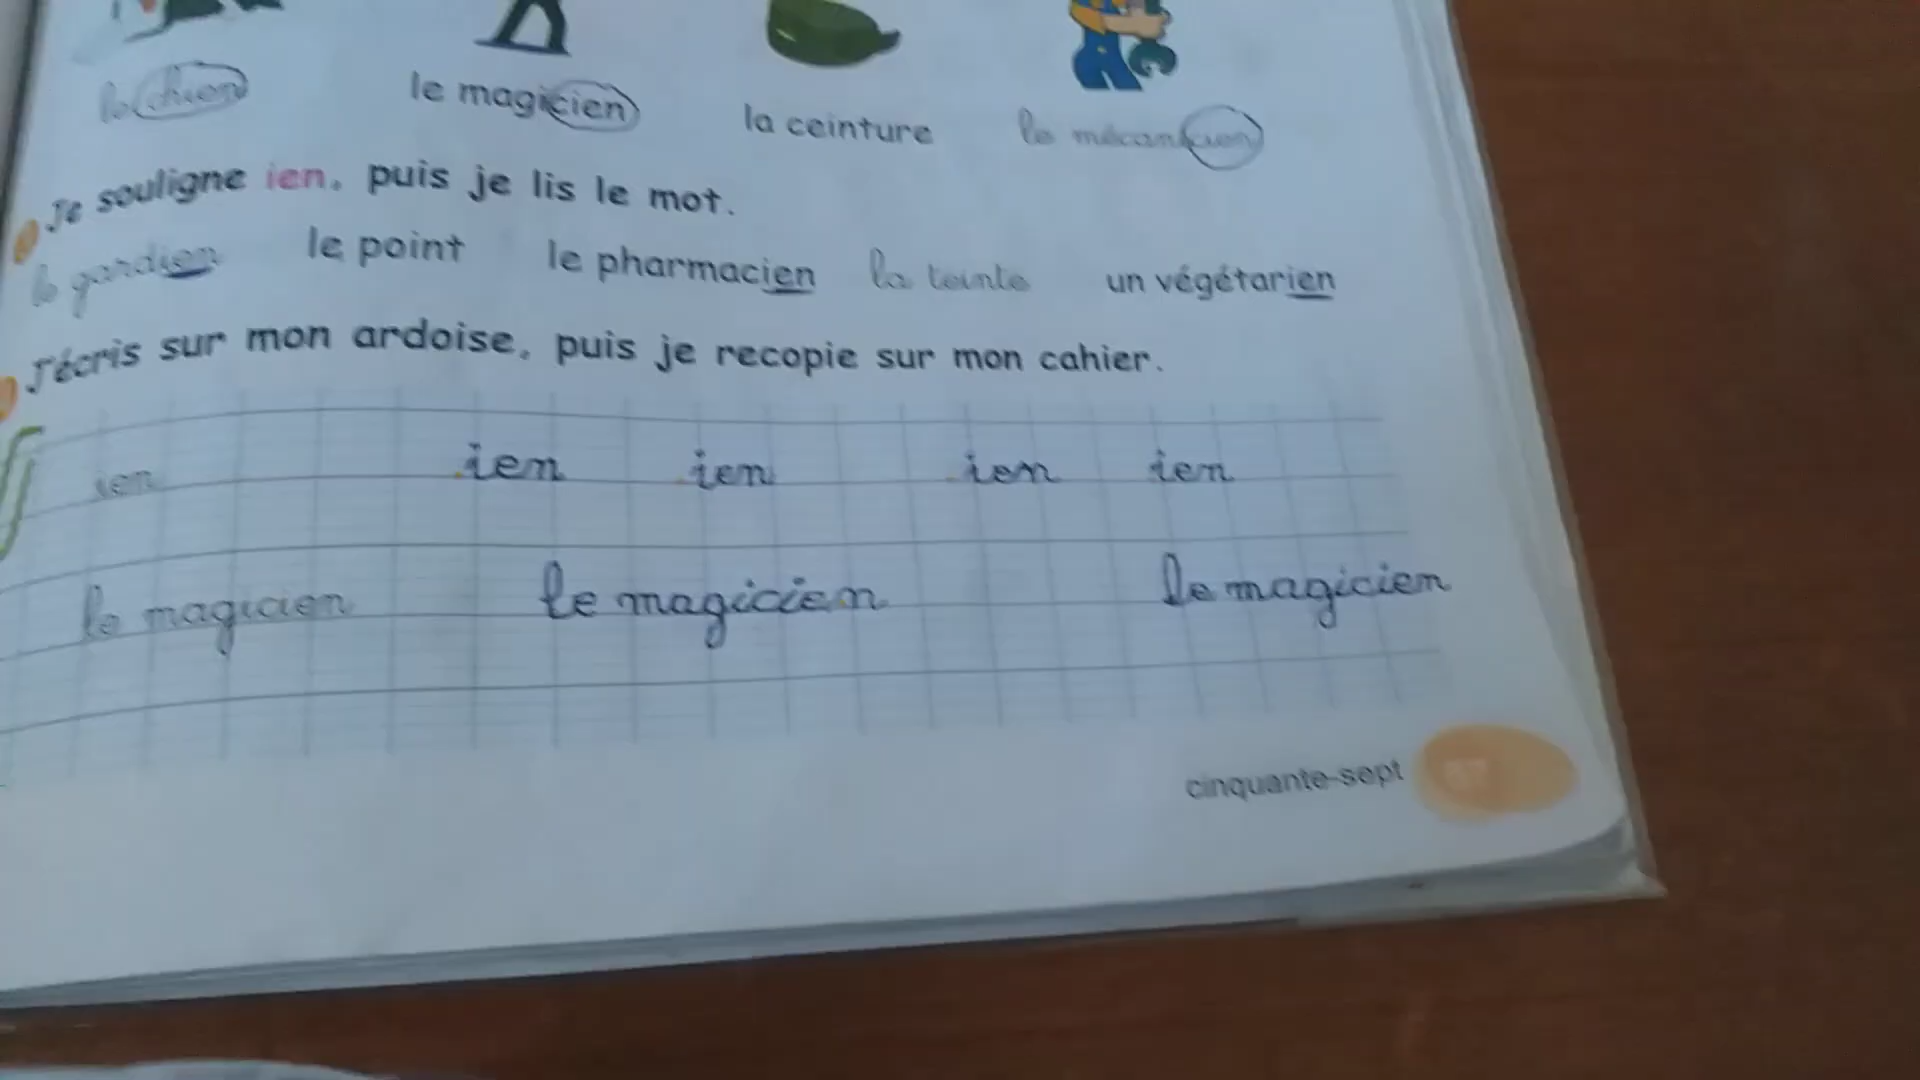 le chien le magicien la ceinture le mécanicien
Je souligne ien, puis je lis le mot.
le gardien le point le pharmacien la teinte un végétarien
J'écris sur mon ardoise, puis je recopie sur mon cahier.
ien ien ien ien ien
le magicien le magicien le magicien
cinquante-sept 57